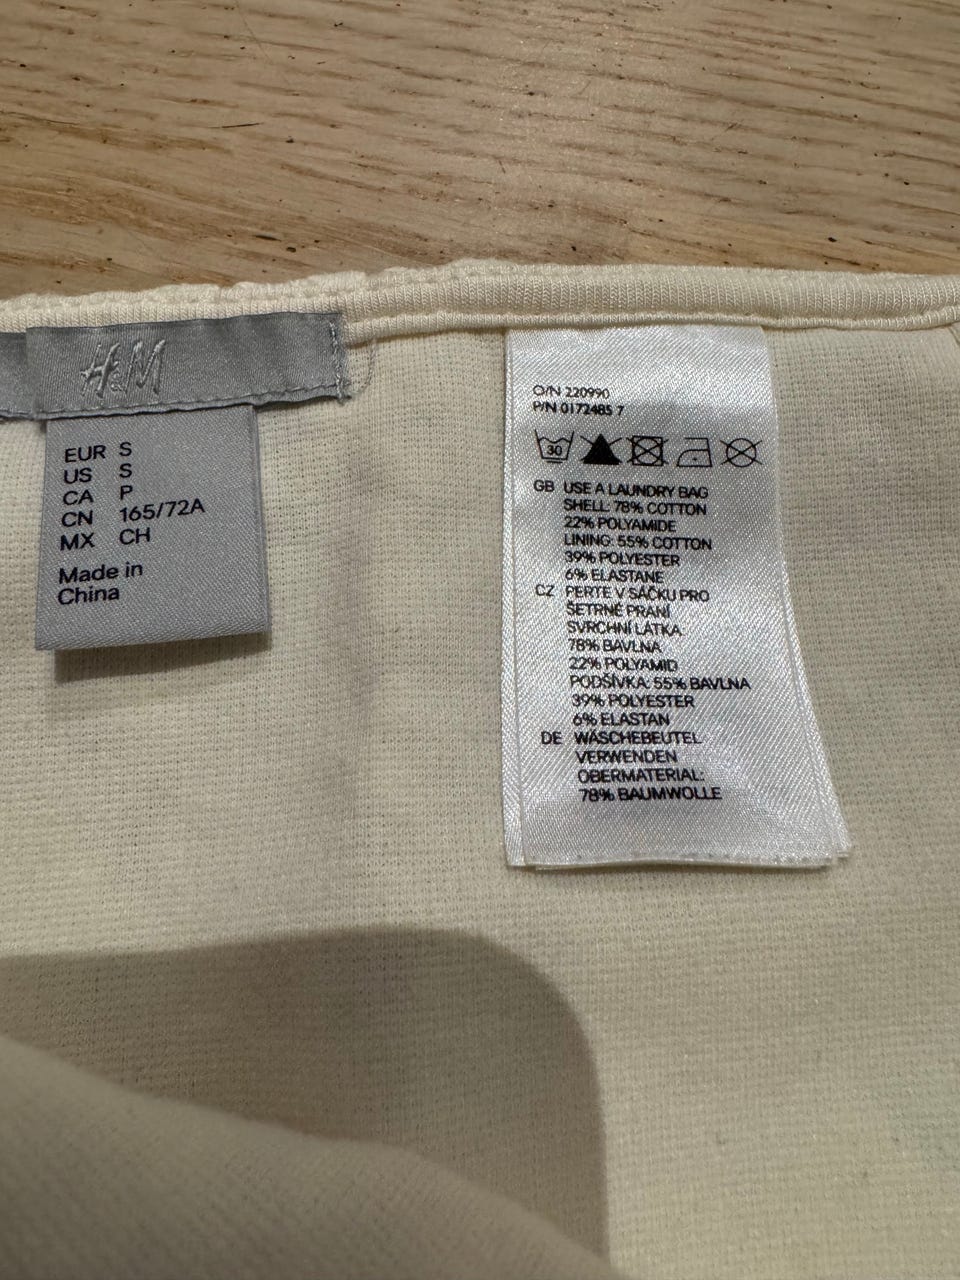 H&M
EUR S
US S
CA P
CN 165/72A
MX CH
Made in
China
O/N 220990
P/N 0172485 7
30
GB USE A LAUNDRY BAG
SHELL: 78% COTTON
22% POLYAMIDE
LINING: 55% COTTON
39% POLYESTER
6% ELASTANE
CZ PERTE V SÁČKU PRO
ŠETRNÉ PRANÍ
SVRCHNÍ LÁTKA:
78% BAVLNA
22% POLYAMID
PODŠÍVKA: 55% BAVLNA
39% POLYESTER
6% ELASTAN
DE WÄSCHEBEUTEL
VERWENDEN
OBERMATERIAL:
78% BAUMWOLLE